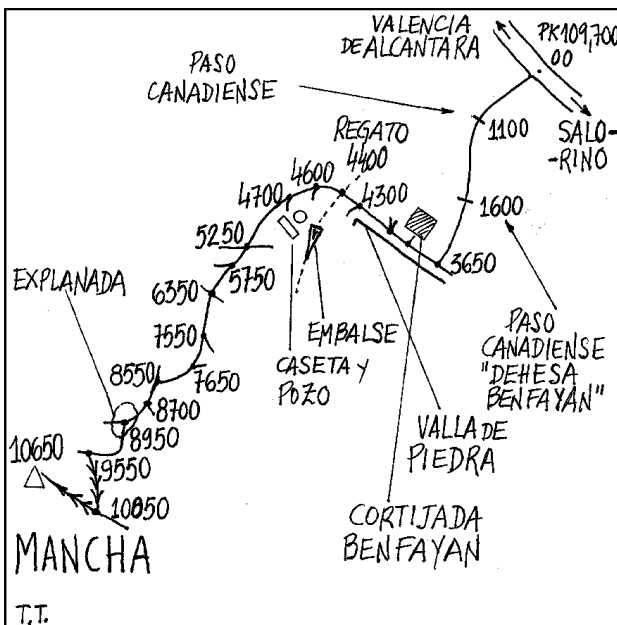 VALENCIA
DE ALCANTARA
PK109,700
00
PASO
CANADIENSE
SALO-
-RINO
1100
REGATO
4400
4600
4700
4300
1600
5250
3650
5750
EXPLANADA
6350
EMBALSE
7550
CASETA Y
POZO
PASO
CANADIENSE
"DEHESA
BENFAYAN"
8550
7650
8700
8950
VALLA DE
PIEDRA
10650
9550
10050
CORTIJADA
BENFAYAN
MANCHA
T.T.